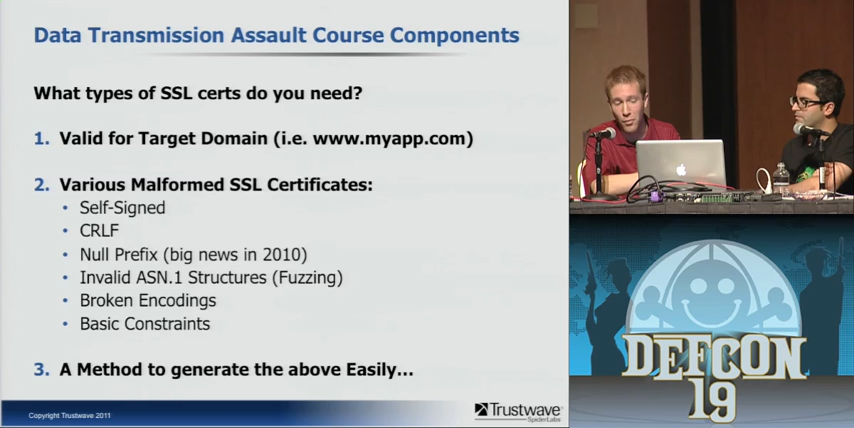 Data Transmission Assault Course Components
What types of SSL certs do you need?
1. Valid for Target Domain (i.e. www.myapp.com)
2. Various Malformed SSL Certificates:
• Self-Signed
• CRLF
• Null Prefix (big news in 2010)
• Invalid ASN.1 Structures (Fuzzing)
• Broken Encodings
• Basic Constraints
3. A Method to generate the above Easily...
Copyright Trustwave 2011
Trustwave®
SpiderLabs
DEFCON
19